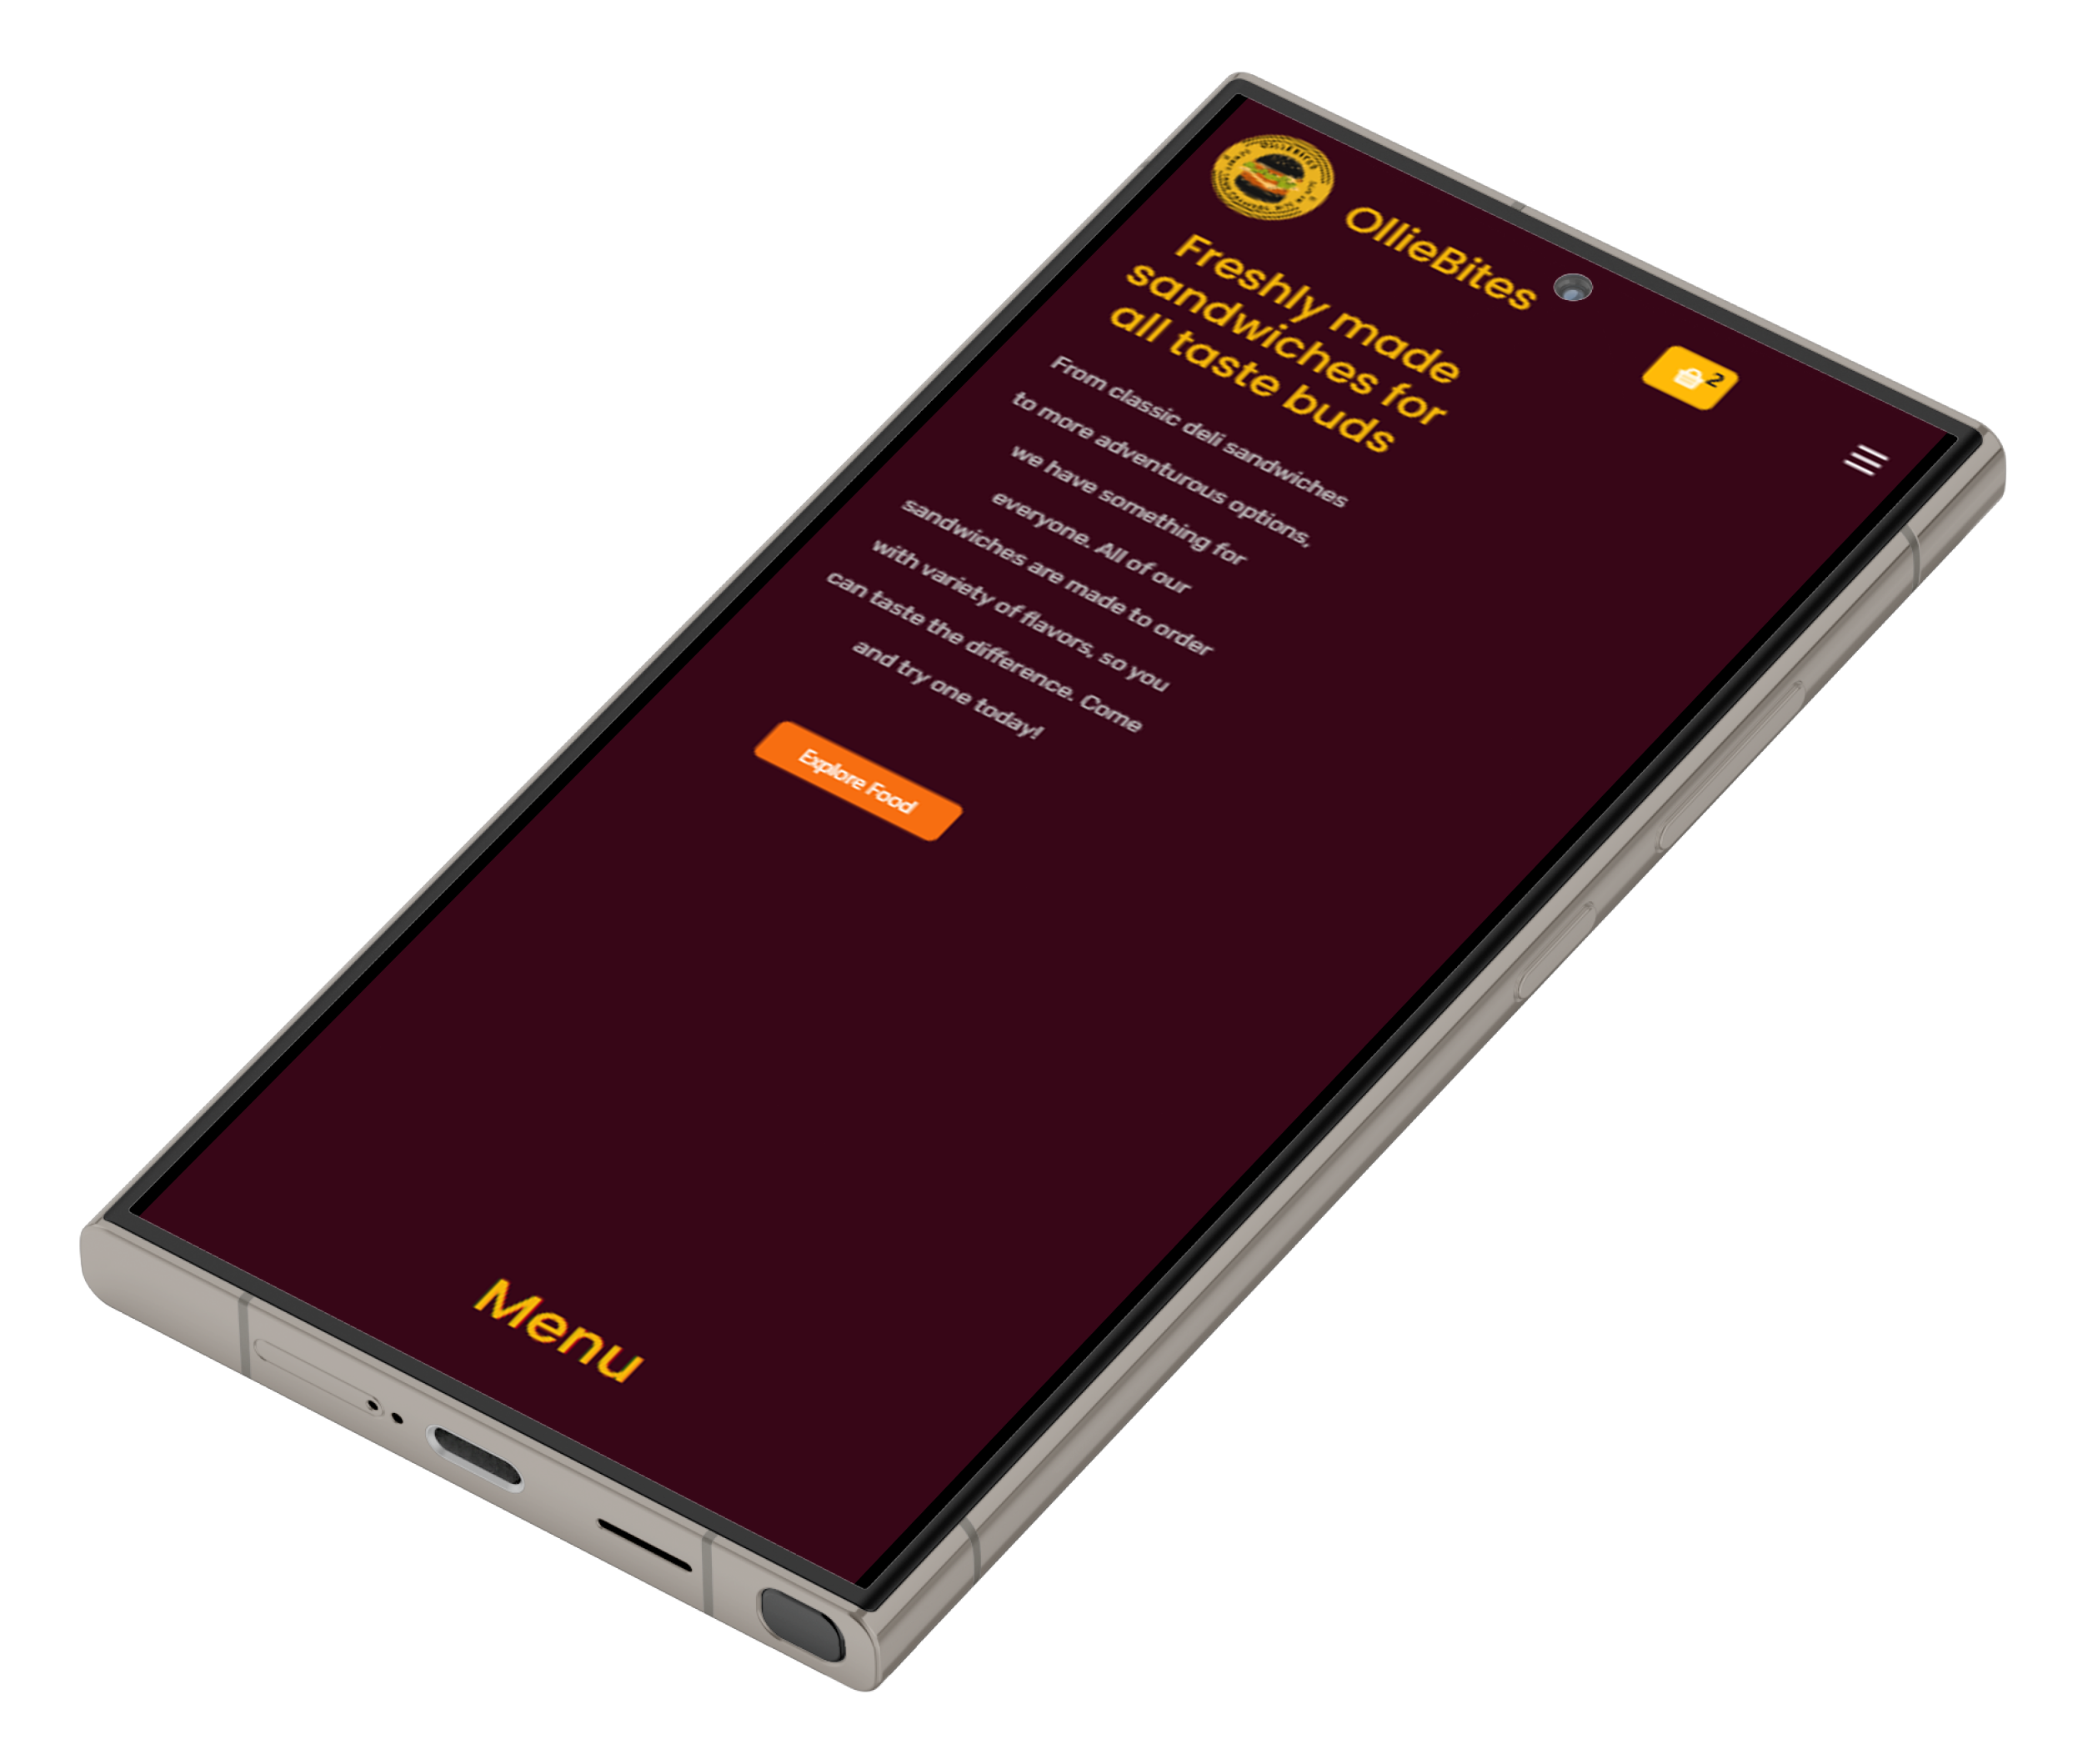 OllieBites
2
Freshly made
sandwiches for
all taste buds
From classic deli sandwiches
to more adventurous options,
we have something for
everyone. All of our
sandwiches are made to order
with variety of flavors, so you
can taste the difference. Come
and try one today!
Explore Food
Menu